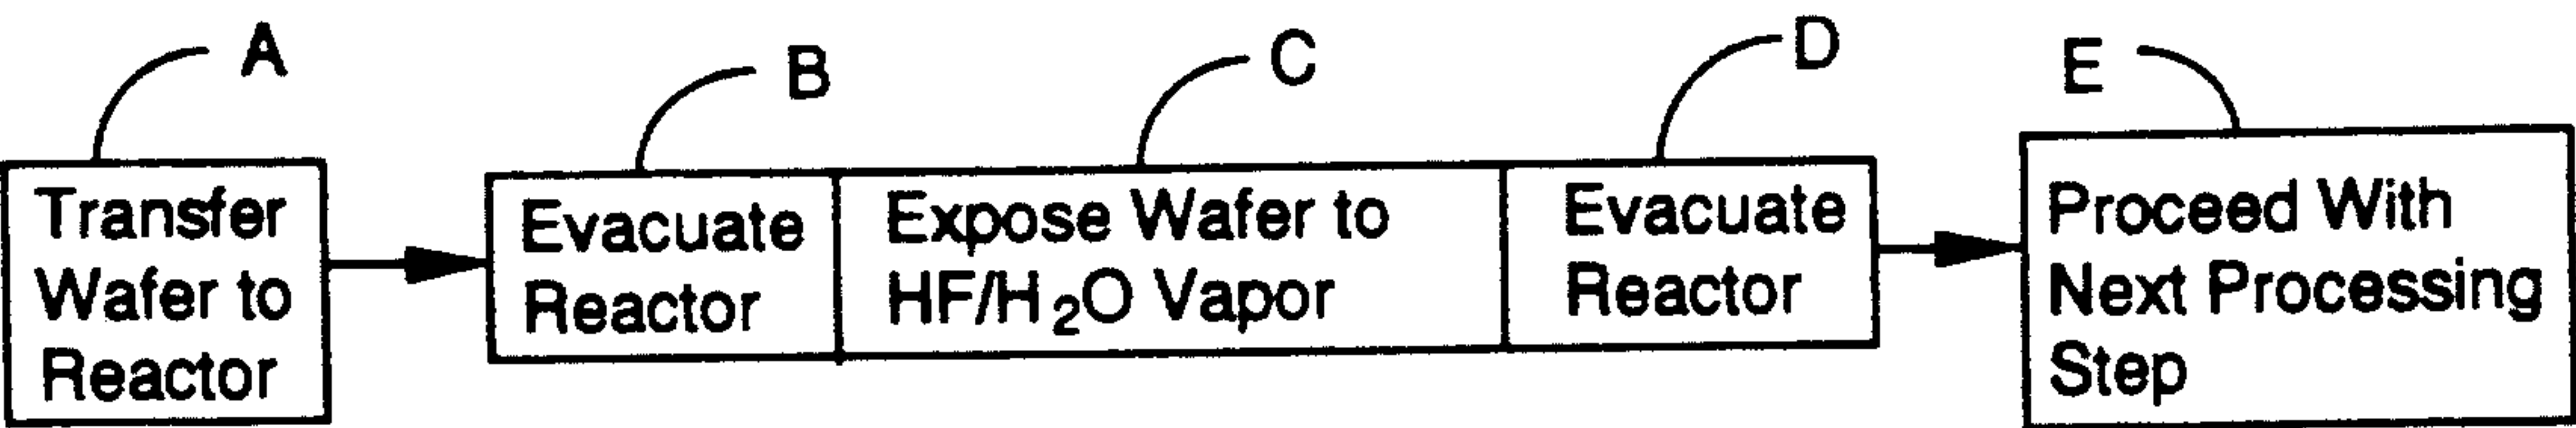 A
B
C
D
E
Transfer
Wafer to
Reactor
Evacuate
Reactor
Expose Wafer to
HF/H₂O Vapor
Evacuate
Reactor
Proceed With
Next Processing
Step